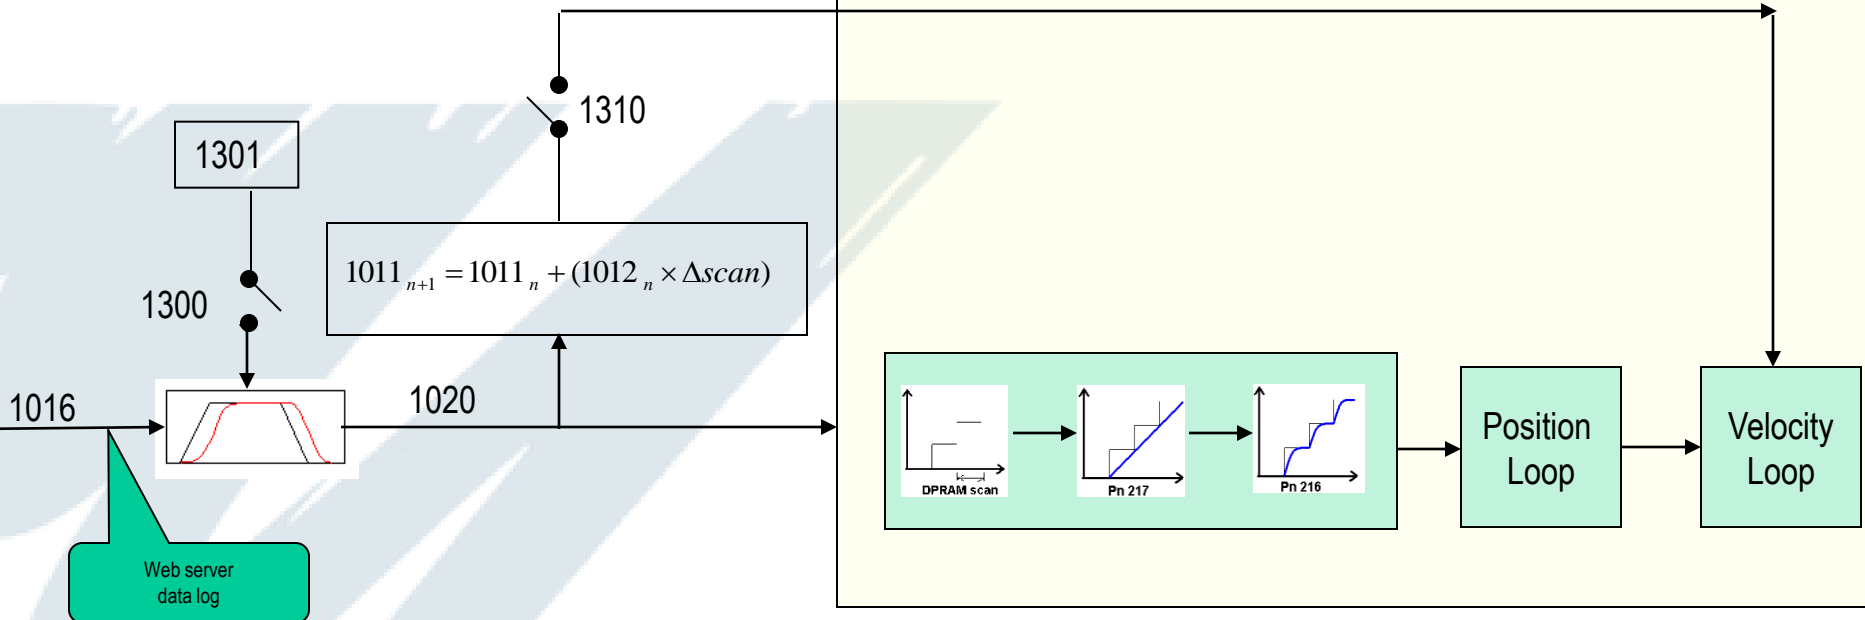 1310
1301
1011 n+1 = 1011 n + (1012 n × Δscan)
1300
1016
1020
DPRAM scan
Pn 217
Pn 216
Position
Loop
Velocity
Loop
Web server
data log